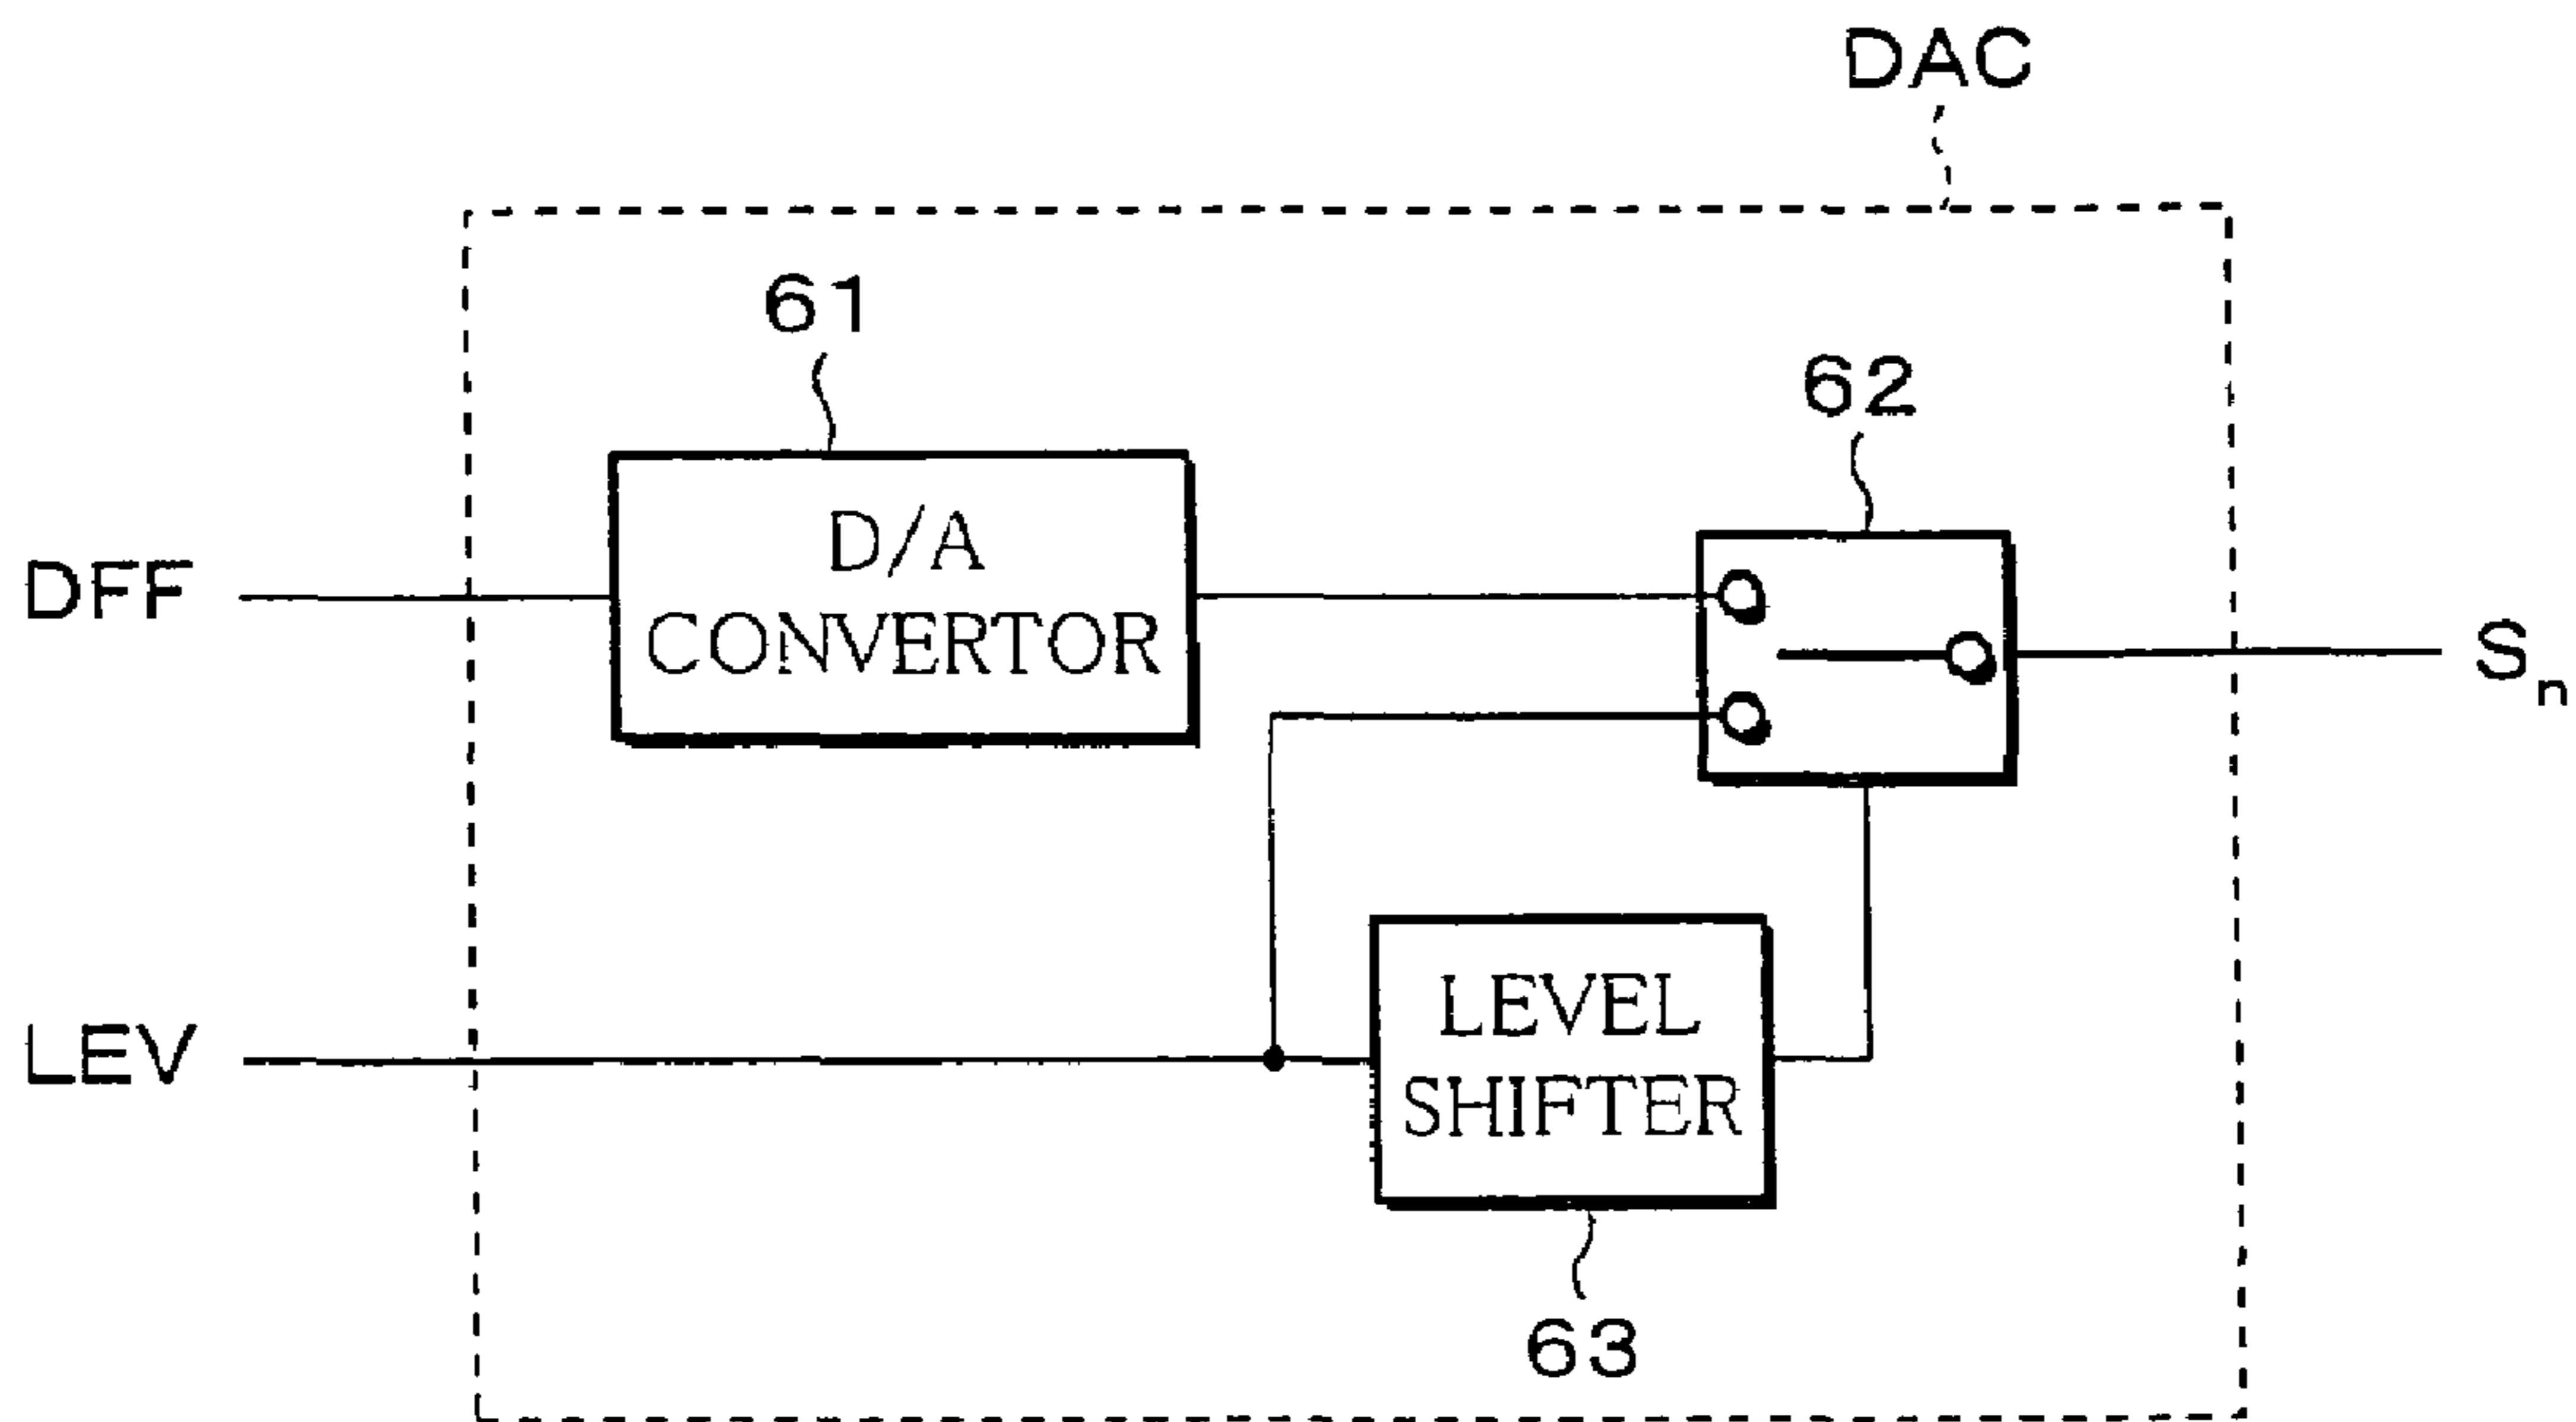 DAC
61
62
D/A
CONVERTOR
DFF
Sn
LEV
LEVEL
SHIFTER
63